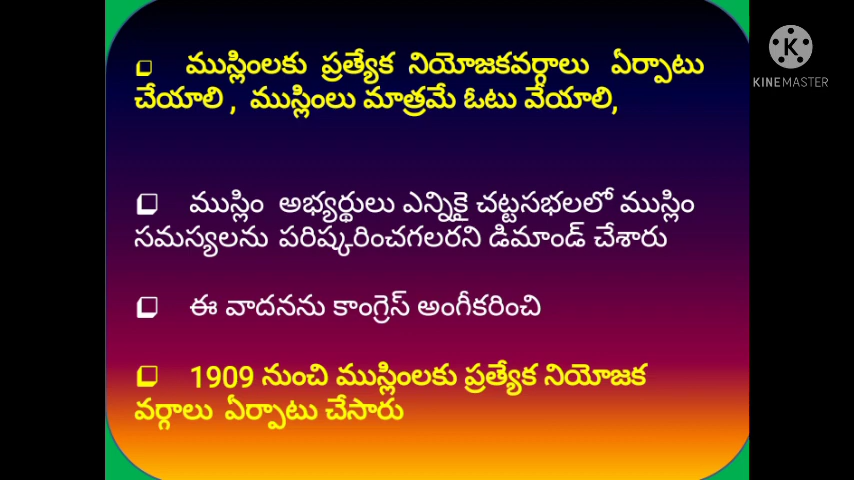 ❑ ముస్లింలకు ప్రత్యేక నియోజకవర్గాలు ఏర్పాటు
చేయాలి , ముస్లింలు మాత్రమే ఓటు వేయాలి,
❑ ముస్లిం అభ్యర్థులు ఎన్నికై చట్టసభలలో ముస్లిం
సమస్యలను పరిష్కరించగలరని డిమాండ్ చేశారు
❑ ఈ వాదనను కాంగ్రెస్ అంగీకరించి
❑ 1909 నుంచి ముస్లింలకు ప్రత్యేక నియోజక
వర్గాలు ఏర్పాటు చేసారు
K
KINEMASTER